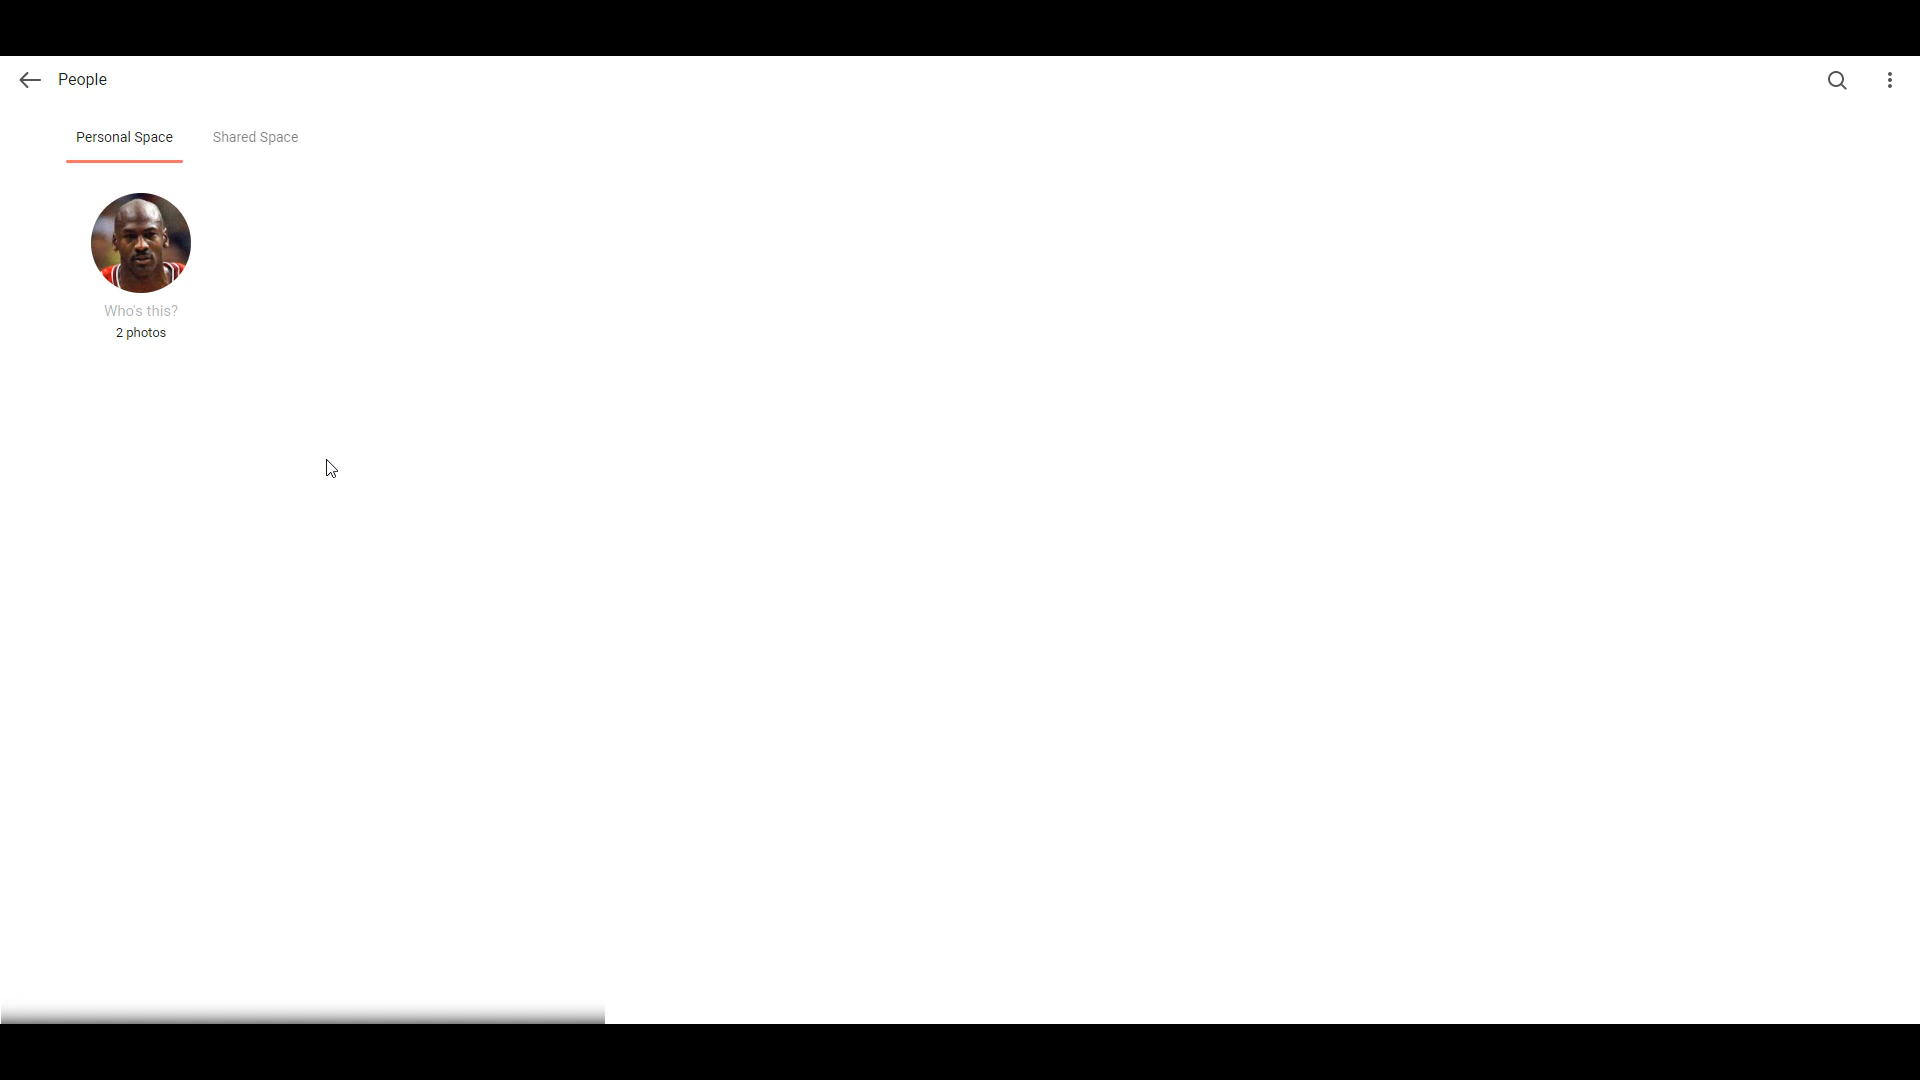 People
Personal Space
Shared Space
Who's this?
2 photos